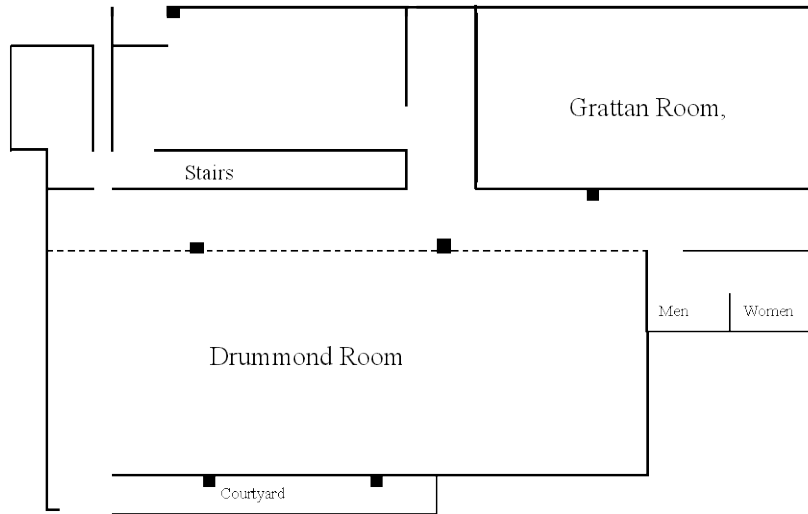 Grattan Room,
Stairs
Men
Women
Drummond Room
Courtyard